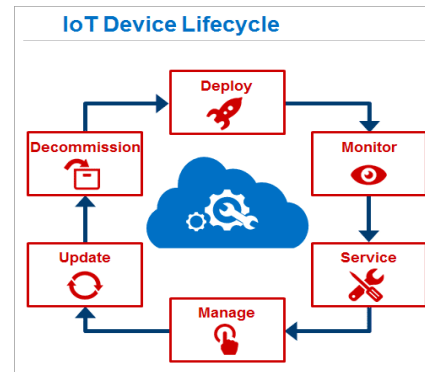 IoT Device Lifecycle
Deploy
Decommission
Monitor
Update
Service
Manage